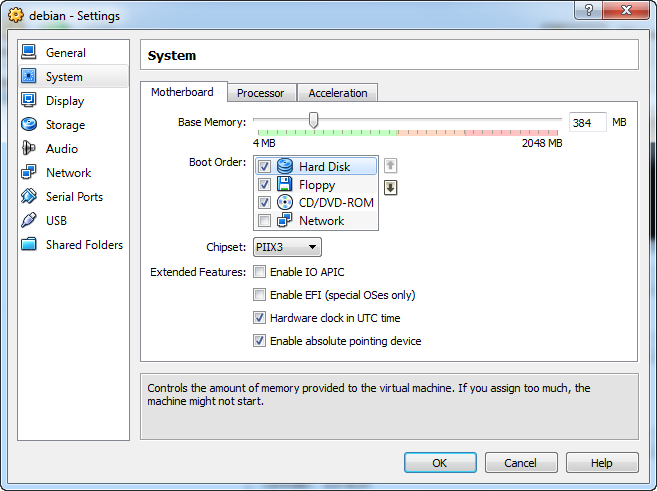 debian - Settings
General
System
Display
Storage
Audio
Network
Serial Ports
USB
Shared Folders
System
Motherboard Processor Acceleration
Base Memory: 384 MB
4 MB 2048 MB
Boot Order: Hard Disk
Floppy
CD/DVD-ROM
Network
Chipset: PIIX3
Extended Features: Enable IO APIC
Enable EFI (special OSes only)
Hardware clock in UTC time
Enable absolute pointing device
Controls the amount of memory provided to the virtual machine. If you assign too much, the
machine might not start.
OK Cancel Help